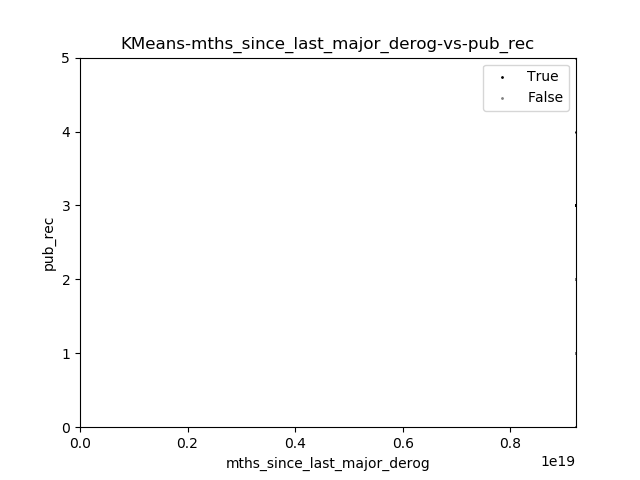 KMeans-mths_since_last_major_derog-vs-pub_rec
True
False
5
4
3
2
1
0
pub_rec
0.0 0.2 0.4 0.6 0.8
1e19
mths_since_last_major_derog